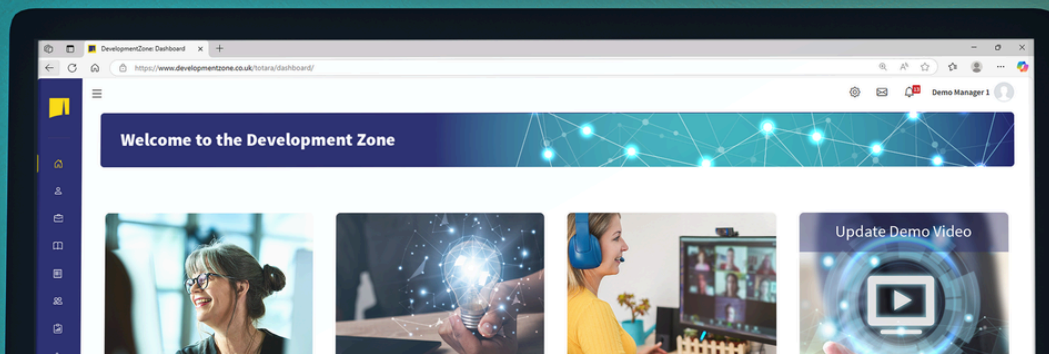 DevelopmentZone: Dashboard
https://www.developmentzone.co.uk/totara/dashboard/
Demo Manager 1
Welcome to the Development Zone
Update Demo Video